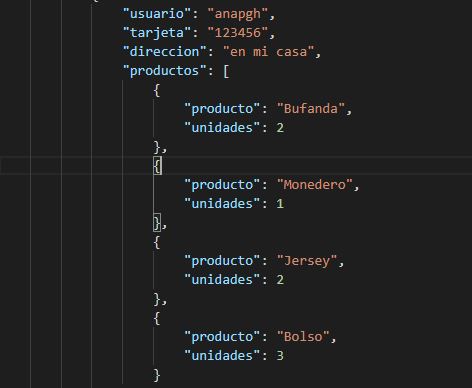 "usuario": "anapgh",
"tarjeta": "123456",
"direccion": "en mi casa",
"productos": [
{
"producto": "Bufanda",
"unidades": 2
},
{
"producto": "Monedero",
"unidades": 1
},
{
"producto": "Jersey",
"unidades": 2
},
{
"producto": "Bolso",
"unidades": 3
}